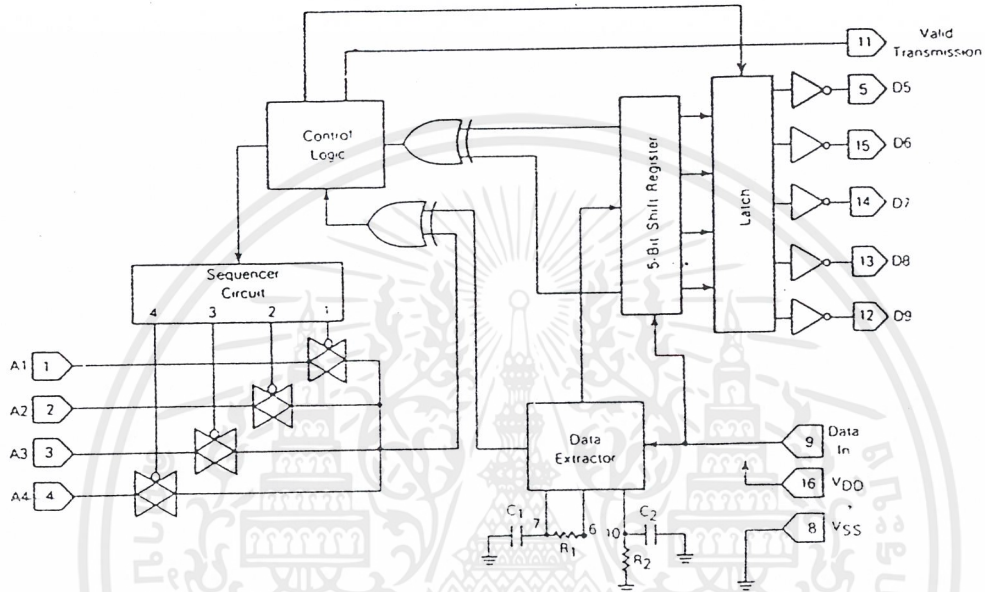 11
Valid
Transmission
5 D5
15 D6
14 D7
13 D8
12 D9
Control
Logic
5-Bit Shift Register
Latch
Sequencer
Circuit
4 3 2 1
A1 1
A2 2
A3 3
A4 4
Data
Extractor
9 Data
In
16 VDD
8 VSS
C1 7 R1 6 10 C2
R2